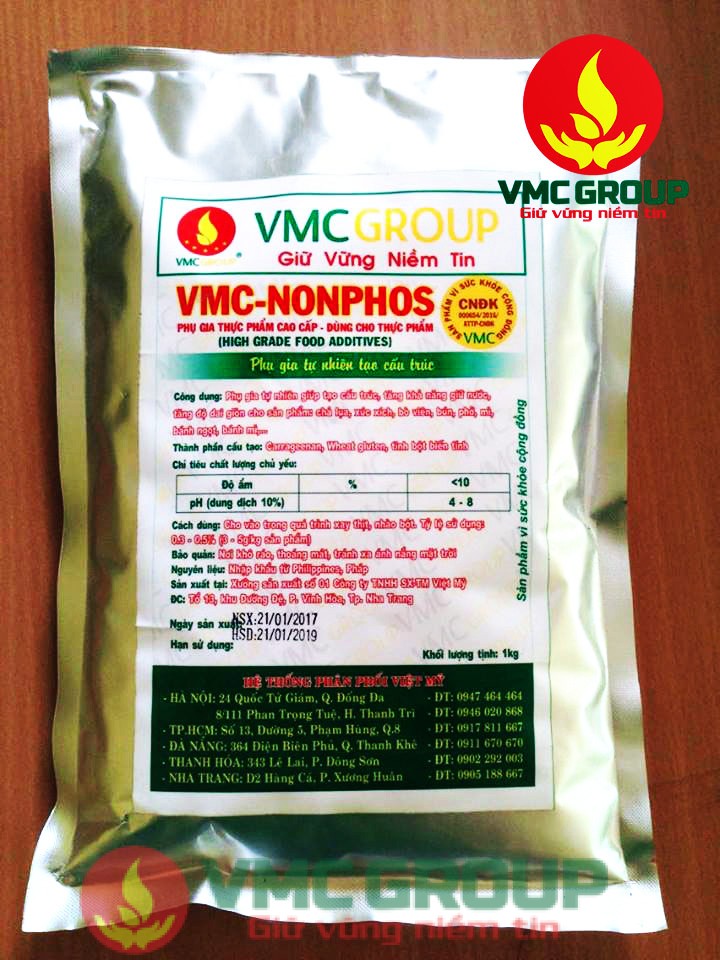 VMC GROUP
Giữ vững niềm tin
VMC GROUP®
VMCGROUP
Giữ Vững Niềm Tin
VMC-NONPHOS
PHỤ GIA THỰC PHẨM CAO CẤP - DÙNG CHO THỰC PHẨM
(HIGH GRADE FOOD ADDITIVES)
SẢN PHẨM VÌ SỨC KHỎE CỘNG ĐỒNG
CNĐK
000654/2016/
ATTP-CNĐK
VMC
Phụ gia tự nhiên tạo cấu trúc
Công dụng: Phụ gia tự nhiên giúp tạo cấu trúc, tăng khả năng giữ nước,
tăng độ dai giòn cho sản phẩm: chả lụa, xúc xích, bò viên, bún, phở, mì,
bánh ngọt, bánh mì,...
Thành phần cấu tạo: Carrageenan, Wheat gluten, tinh bột biến tính
Chỉ tiêu chất lượng chủ yếu:
Độ ẩm % <10
pH (dung dịch 10%) 4 - 8
Cách dùng: Cho vào trong quá trình xay thịt, nhào bột. Tỷ lệ sử dụng:
0.3 - 0.5% (3 - 5g/kg sản phẩm)
Bảo quản: Nơi khô ráo, thoáng mát, tránh xa ánh nắng mặt trời
Nguyên liệu: Nhập khẩu từ Philippines, Pháp
Sản xuất tại: Xưởng sản xuất số 01 Công ty TNHH SX-TM Việt Mỹ
ĐC: Tổ 13, khu Đường Đệ, P. Vĩnh Hòa, Tp. Nha Trang
Ngày sản xuất: NSX:21/01/2017
Hạn sử dụng: HSD:21/01/2019
Khối lượng tịnh: 1kg
Sản phẩm vì sức khỏe cộng đồng
HỆ THỐNG PHÂN PHỐI VIỆT MỸ
- HÀ NỘI: 24 Quốc Tử Giám, Q. Đống Đa - ĐT: 0947 464 464
8/111 Phan Trọng Tuệ, H. Thanh Trì - ĐT: 0946 020 868
- TP.HCM: Số 13, Đường 5, Phạm Hùng, Q.8 - ĐT: 0917 811 667
- ĐÀ NẴNG: 364 Điện Biên Phủ, Q. Thanh Khê - ĐT: 0911 670 670
- THANH HÓA: 343 Lê Lai, P. Đông Sơn - ĐT: 0902 292 003
- NHA TRANG: D2 Hàng Cá, P. Xương Huân - ĐT: 0905 188 667
VMC GROUP
Giữ vững niềm tin